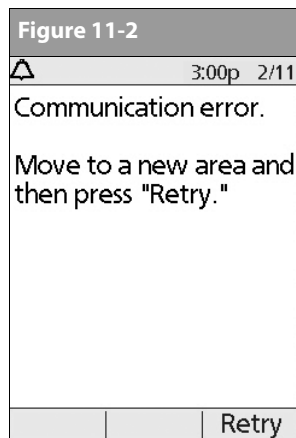 Figure 11-2
3:00p 2/11
Communication error.
Move to a new area and
then press "Retry."
Retry